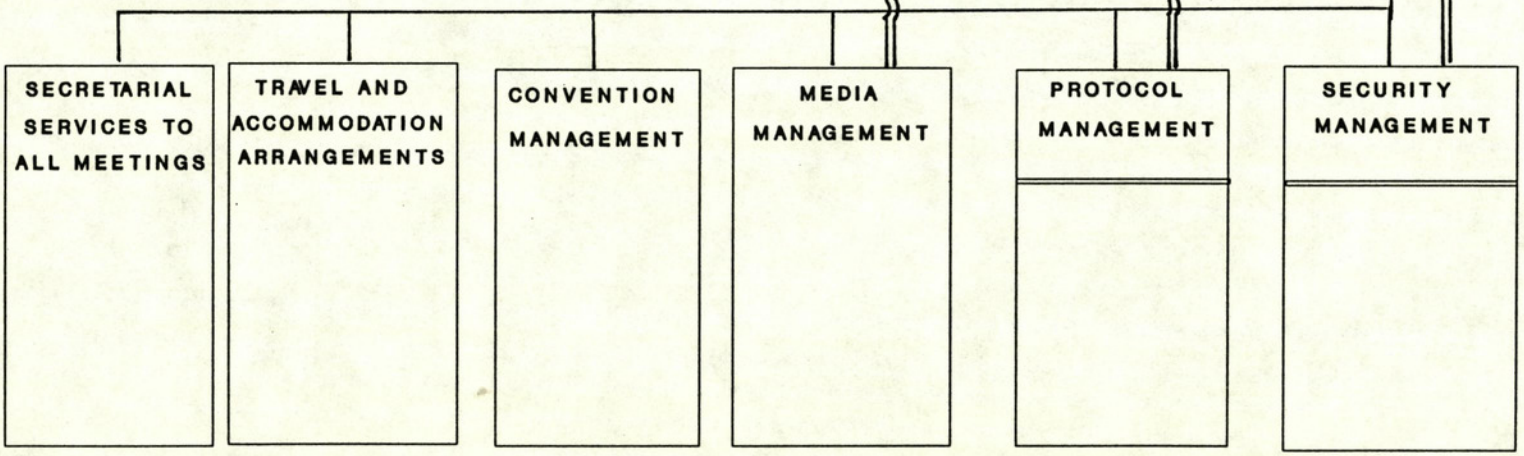 SECRETARIAL
SERVICES TO
ALL MEETINGS
TRAVEL AND
ACCOMMODATION
ARRANGEMENTS
CONVENTION
MANAGEMENT
MEDIA
MANAGEMENT
PROTOCOL
MANAGEMENT
SECURITY
MANAGEMENT